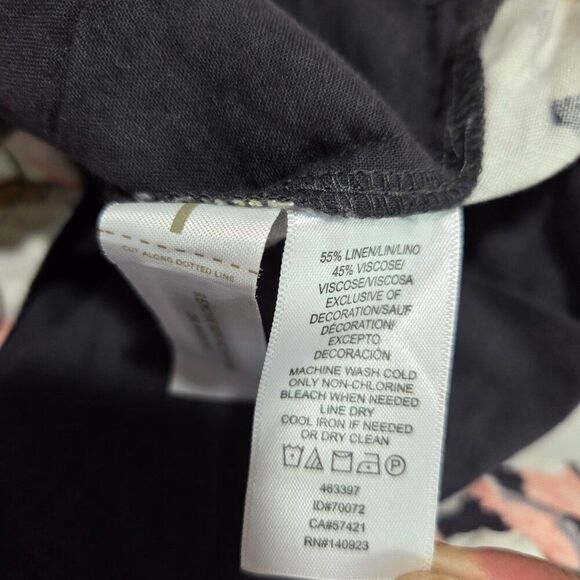 CUT ALONG DOTTED LINE
55% LINEN/LIN/LINO
45% VISCOSE/
VISCOSE/VISCOSA
EXCLUSIVE OF
DECORATION/SAUF
DÉCORATION/
EXCEPTO
DECORACIÓN
MACHINE WASH COLD
ONLY NON-CHLORINE
BLEACH WHEN NEEDED
LINE DRY
COOL IRON IF NEEDED
OR DRY CLEAN
P
463397
ID#70072
CA#57421
RN#140923